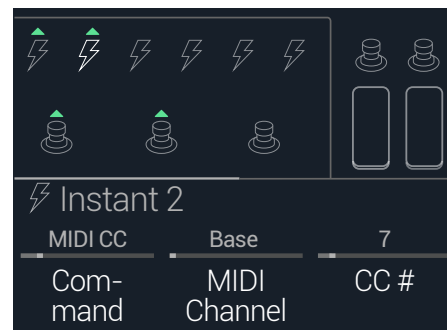 Instant 2
MIDI CC Base 7
Com- MIDI CC #
mand Channel